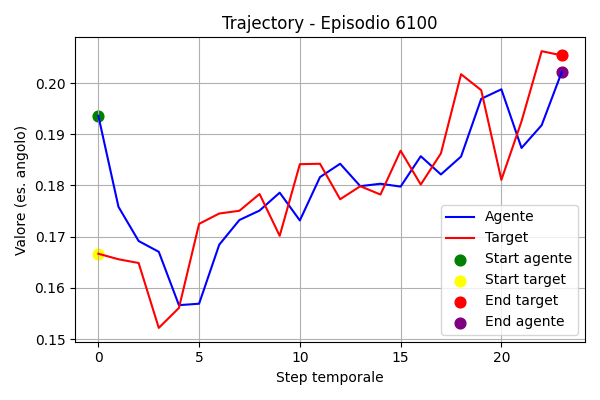 Trajectory - Episodio 6100
Valore (es. angolo)
0.20
0.19
0.18
0.17
0.16
0.15
0
5
10
15
20
Step temporale
Agente
Target
Start agente
Start target
End target
End agente